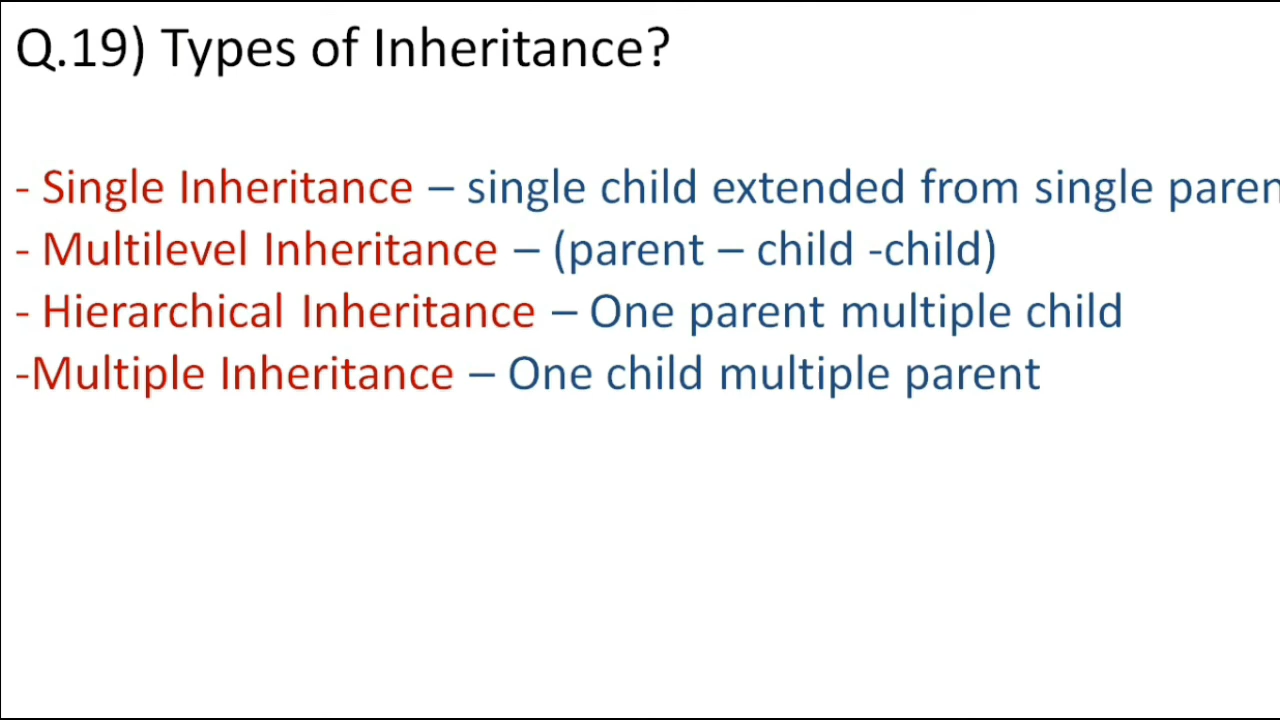 Q.19) Types of Inheritance?
- Single Inheritance – single child extended from single paren
- Multilevel Inheritance – (parent – child -child)
- Hierarchical Inheritance – One parent multiple child
-Multiple Inheritance – One child multiple parent